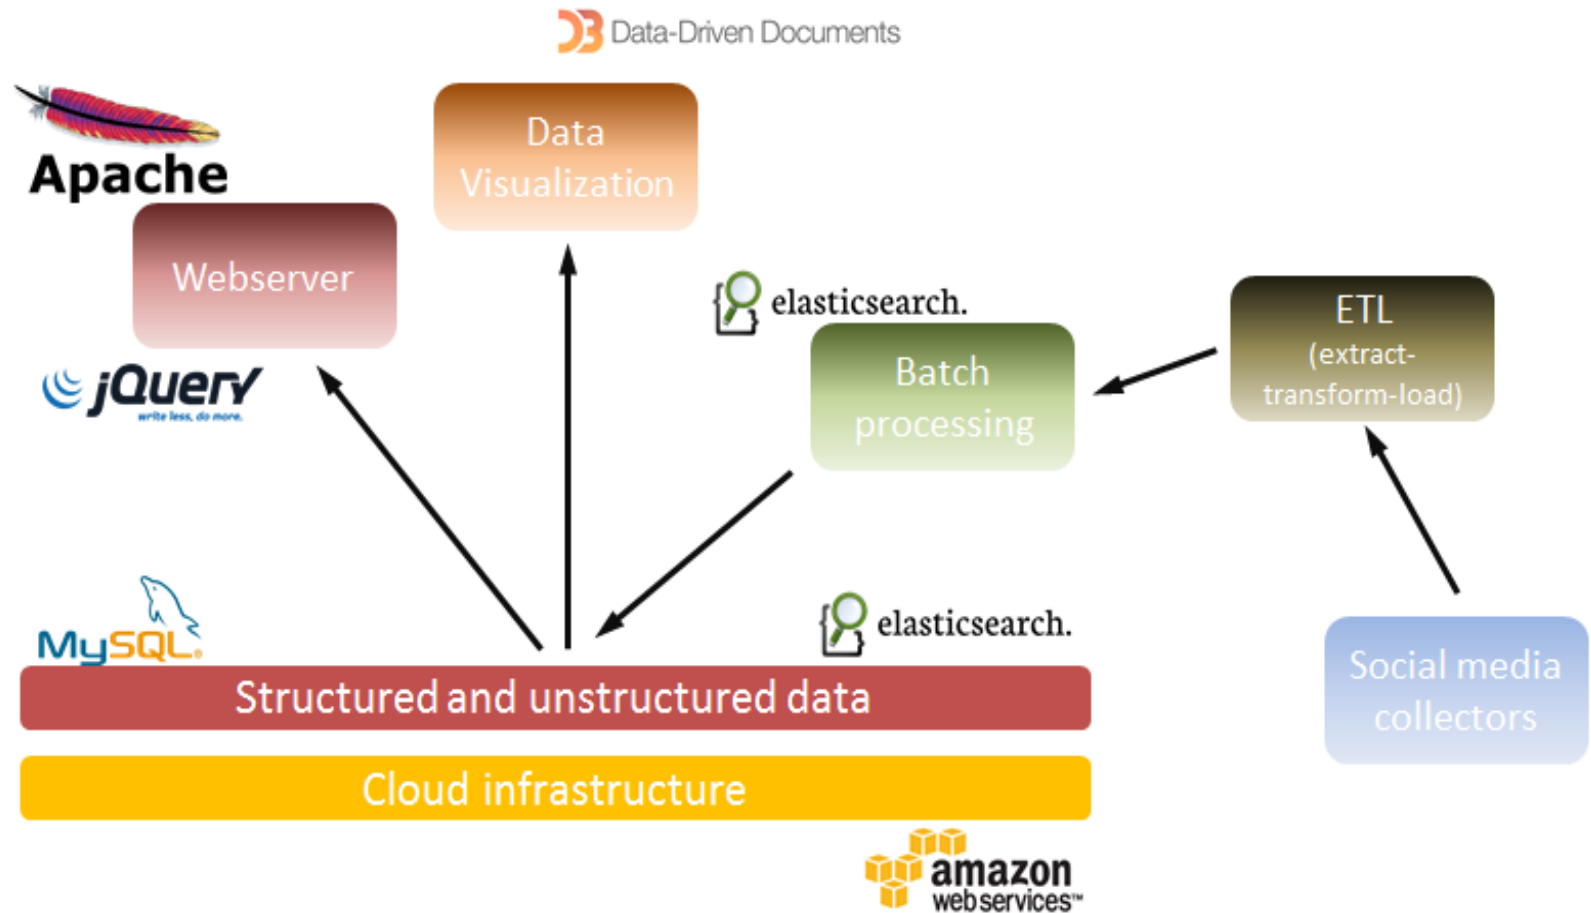 D3 Data-Driven Documents
Apache
Data
Visualization
Webserver
jQuery
write less, do more.
elasticsearch.
Batch
processing
ETL
(extract-
transform-load)
MySQL®
elasticsearch.
Social media
collectors
Structured and unstructured data
Cloud infrastructure
amazon
webservices™